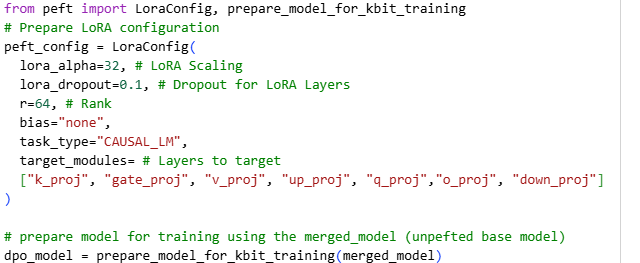 from peft import LoraConfig, prepare_model_for_kbit_training
# Prepare LoRA configuration
peft_config = LoraConfig(
  lora_alpha=32, # LoRA Scaling
  lora_dropout=0.1, # Dropout for LoRA Layers
  r=64, # Rank
  bias="none",
  task_type="CAUSAL_LM",
  target_modules= # Layers to target
  ["k_proj", "gate_proj", "v_proj", "up_proj", "q_proj","o_proj", "down_proj"]
)
# prepare model for training using the merged_model (unpefted base model)
dpo_model = prepare_model_for_kbit_training(merged_model)